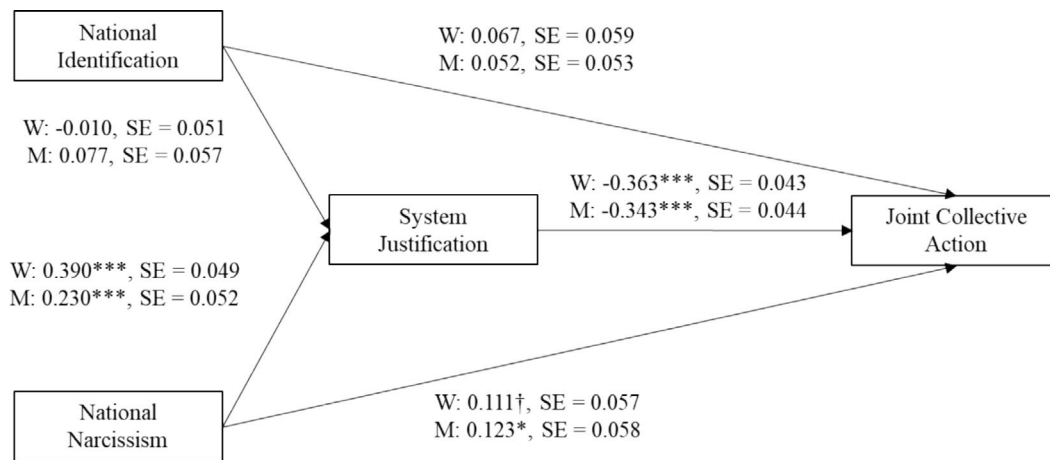 National
Identification
W: 0.067, SE = 0.059
M: 0.052, SE = 0.053
W: -0.010, SE = 0.051
M: 0.077, SE = 0.057
W: -0.363***, SE = 0.043
M: -0.343***, SE = 0.044
System
Justification
Joint Collective
Action
W: 0.390***, SE = 0.049
M: 0.230***, SE = 0.052
National
Narcissism
W: 0.111†, SE = 0.057
M: 0.123*, SE = 0.058